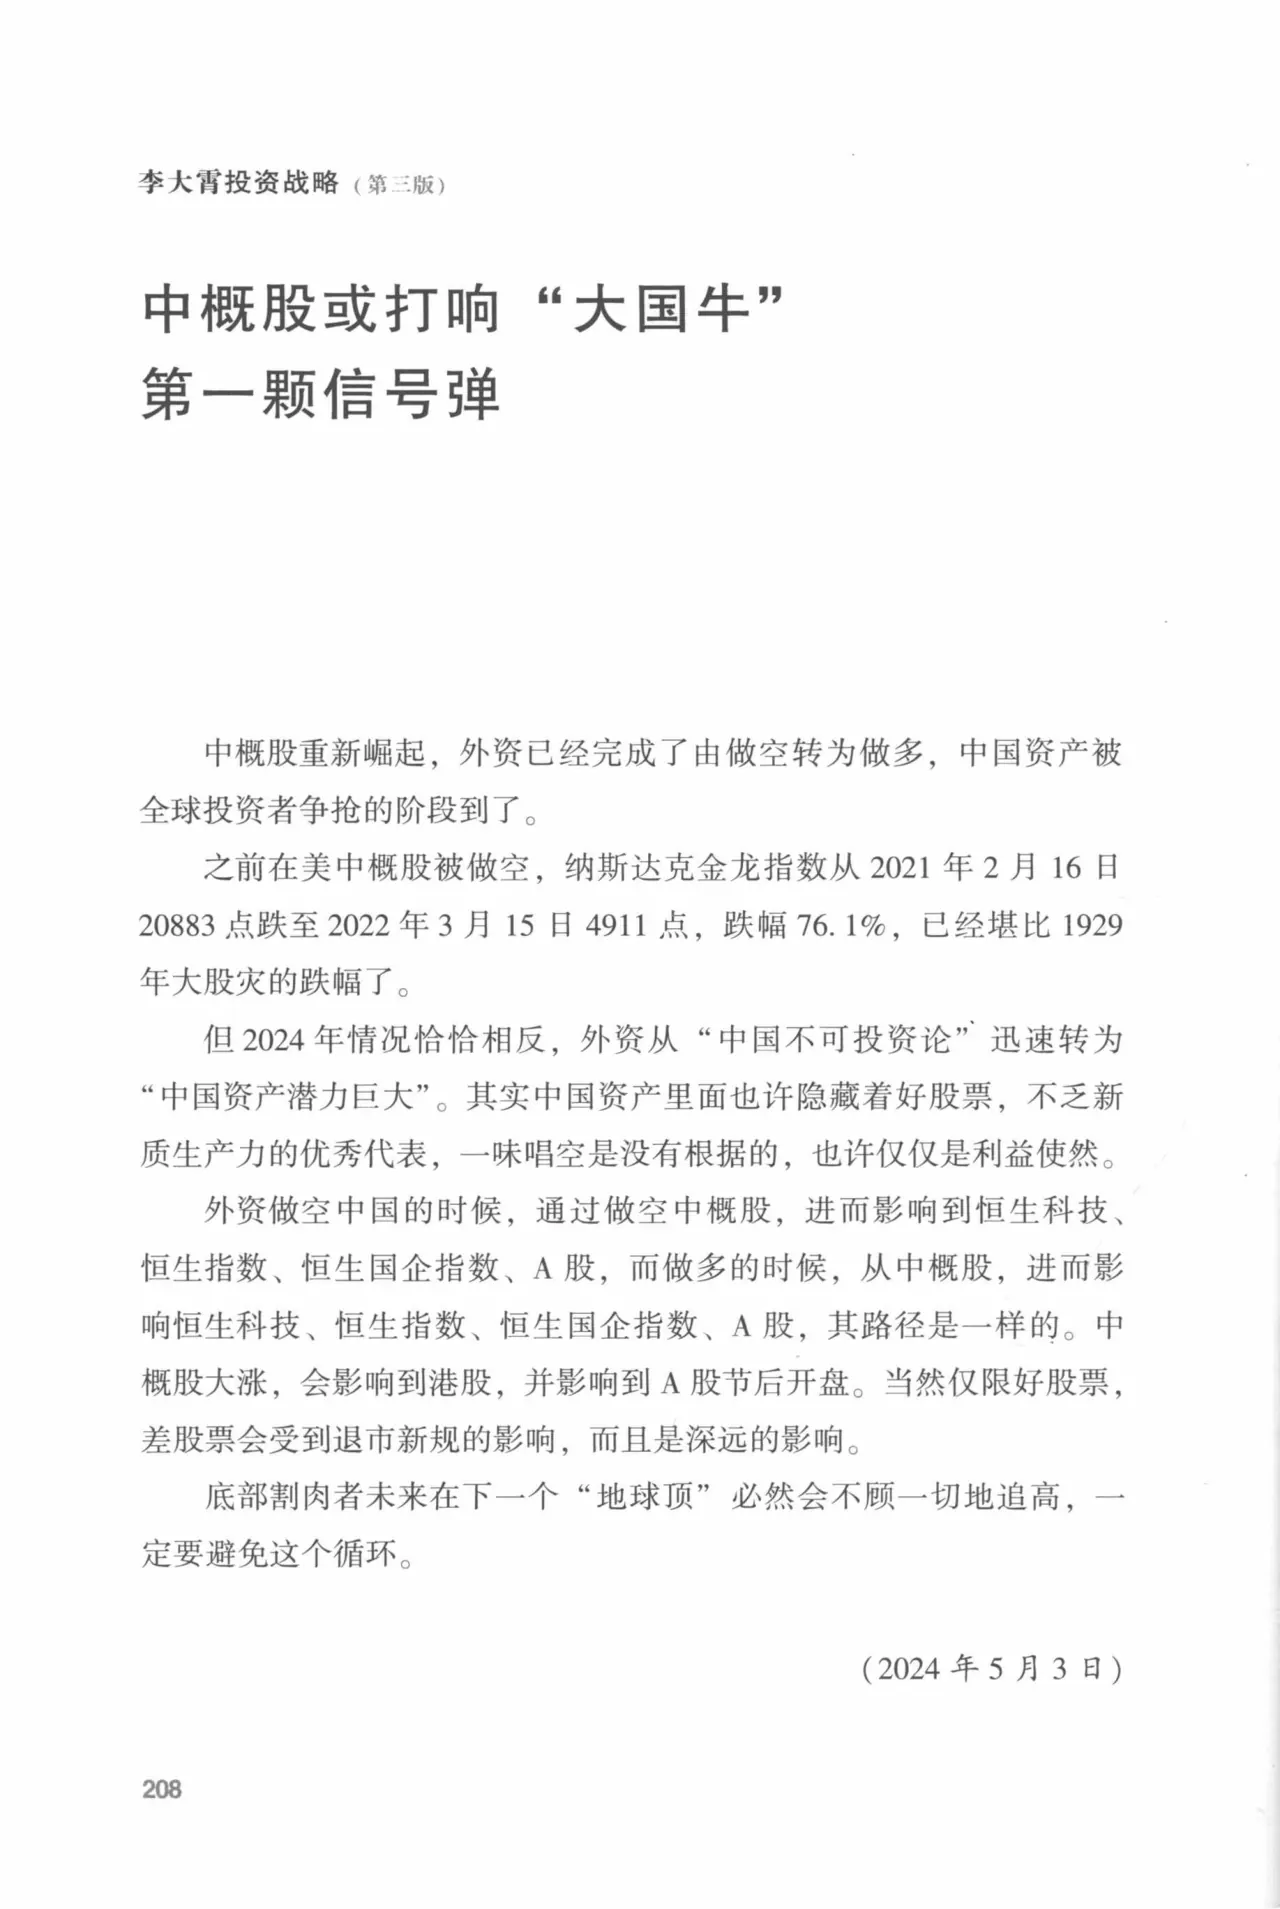 李大霄投资战略（第三版）
中概股或打响“大国牛”
第一颗信号弹
中概股重新崛起，外资已经完成了由做空转为做多，中国资产被
全球投资者争抢的阶段到了。
之前在美中概股被做空，纳斯达克金龙指数从 2021 年 2 月 16 日
20883 点跌至 2022 年 3 月 15 日 4911 点，跌幅 76.1%，已经堪比 1929
年大股灾的跌幅了。
但 2024 年情况恰恰相反，外资从“中国不可投资论”迅速转为
“中国资产潜力巨大”。其实中国资产里面也许隐藏着好股票，不乏新
质生产力的优秀代表，一味唱空是没有根据的，也许仅仅是利益使然。
外资做空中国的时候，通过做空中概股，进而影响到恒生科技、
恒生指数、恒生国企指数、A 股，而做多的时候，从中概股，进而影
响恒生科技、恒生指数、恒生国企指数、A 股，其路径是一样的。中
概股大涨，会影响到港股，并影响到 A 股节后开盘。当然仅限好股票，
差股票会受到退市新规的影响，而且是深远的影响。
底部割肉者未来在下一个“地球顶”必然会不顾一切地追高，一
定要避免这个循环。
（2024 年 5 月 3 日）
208